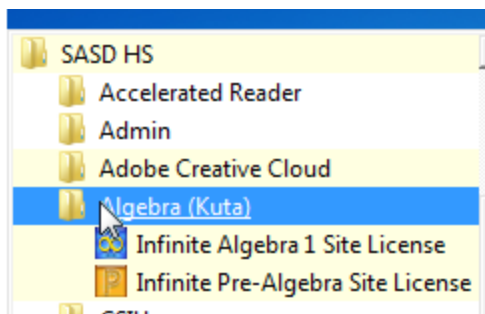 SASD HS
Accelerated Reader
Admin
Adobe Creative Cloud
Algebra (Kuta)
Infinite Algebra 1 Site License
Infinite Pre-Algebra Site License